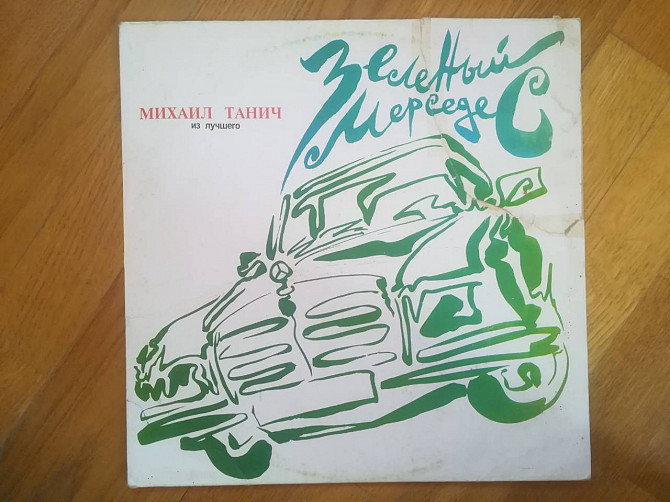 Зеленый
Мерседес
МИХАИЛ ТАНИЧ
из лучшего